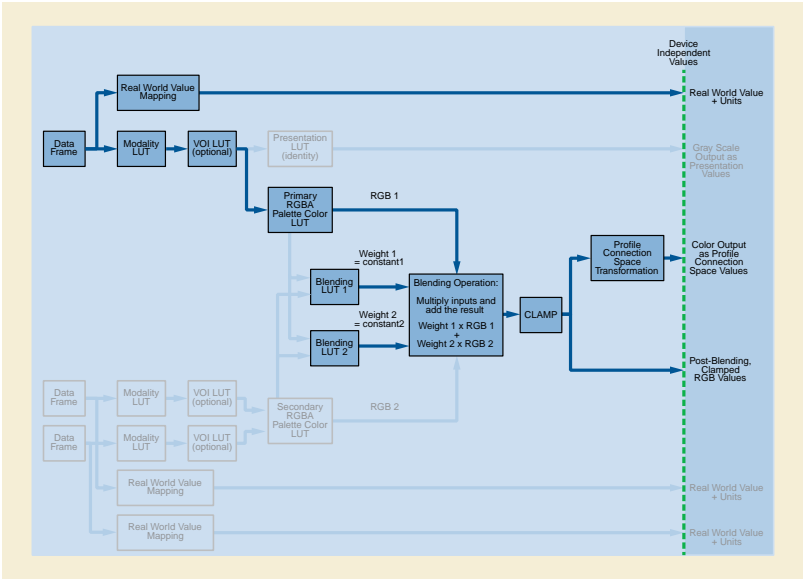 Device
Independent
Values
Real World Value
Mapping
Real World Value
+ Units
Data
Frame
Modality
LUT
VOI LUT
(optional)
Presentation
LUT
(identity)
Gray Scale
Output as
Presentation
Values
Primary
RGBA
Palette Color
LUT
RGB 1
Weight 1
= constant1
Blending
LUT 1
Blending Operation:
Multiply inputs and
add the result
Weight 1 x RGB 1
+
Weight 2 x RGB 2
Profile
Connection
Space
Transformation
Color Output
as Profile
Connection
Space Values
CLAMP
Weight 2
= constant2
Blending
LUT 2
Post-Blending,
Clamped
RGB Values
Data
Frame
Modality
LUT
VOI LUT
(optional)
Secondary
RGBA
Palette Color
LUT
RGB 2
Data
Frame
Modality
LUT
VOI LUT
(optional)
Real World Value
Mapping
Real World Value
+ Units
Real World Value
Mapping
Real World Value
+ Units